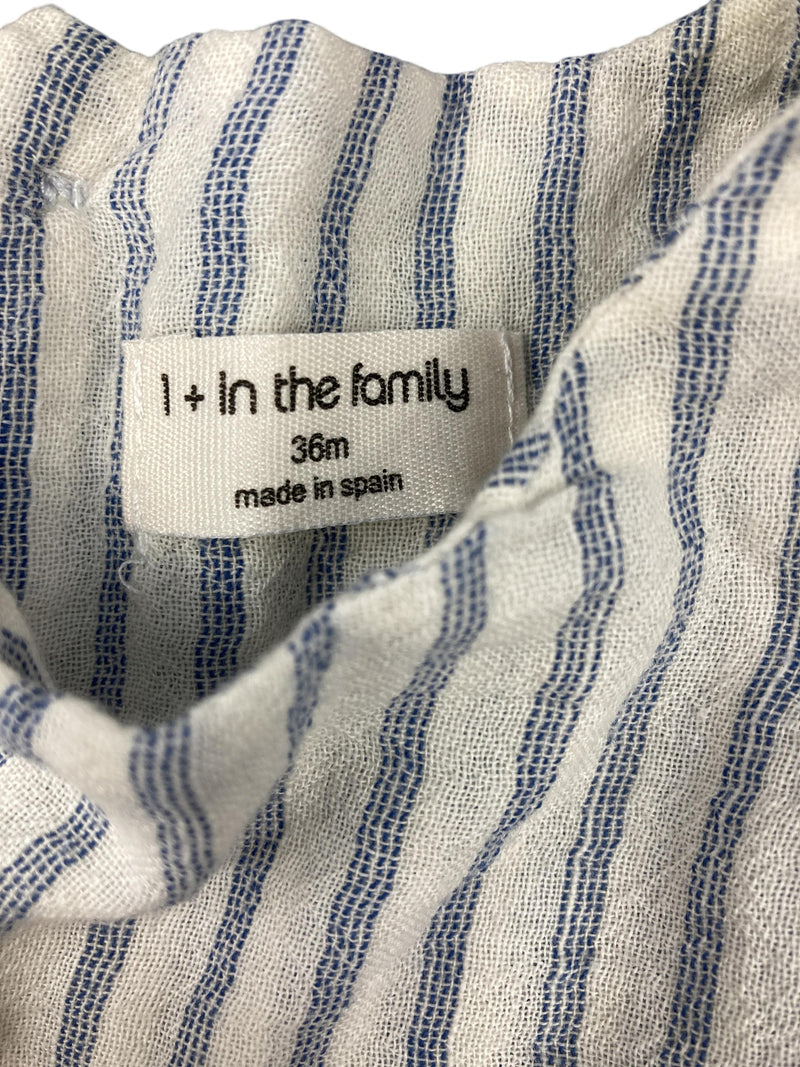 1 + in the family
36m
made in spain